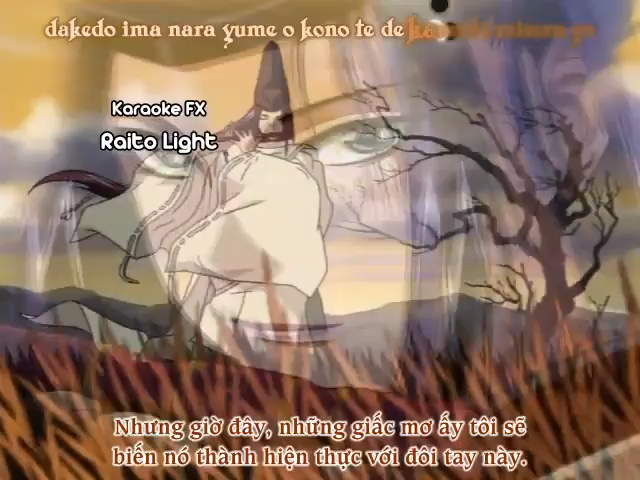 dakedo ima nara yume o kono te de
Karaoke FX
Raito Light
Nhưng giờ đây, những giấc mơ ấy tôi sẽ
biến nó thành hiện thực với đôi tay này.